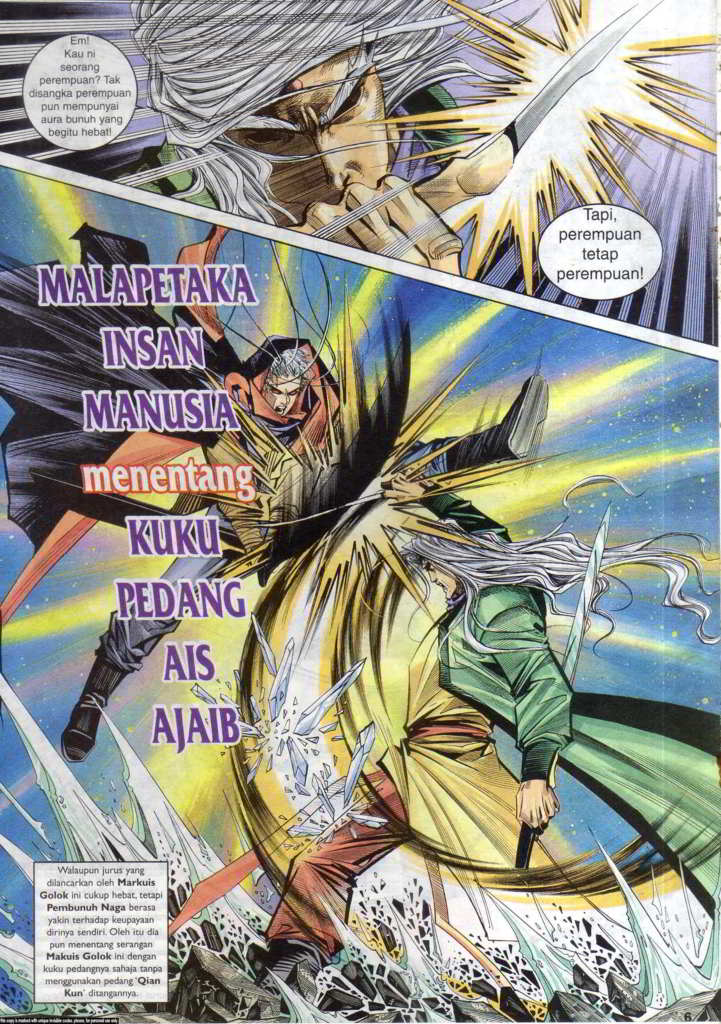 Em!
Kau ni
seorang
perempuan? Tak
disangka perempuan
pun mempunyai
aura bunuh yang
begitu hebat!
Tapi,
perempuan
tetap
perempuan!
MALAPETAKA
INSAN
MANUSIA
menentang
KUKU
PEDANG
AIS
AJAIB
Walaupun jurus yang
dilancarkan oleh Markuis
Golok ini cukup hebat, tetapi
Pembunuh Naga berasa
yakin terhadap keupayaan
dirinya sendiri. Oleh itu dia
pun menentang serangan
Makuis Golok ini dengan
kuku pedangnya sahaja tanpa
menggunakan pedang 'Qian
Kun' ditangannya.
6